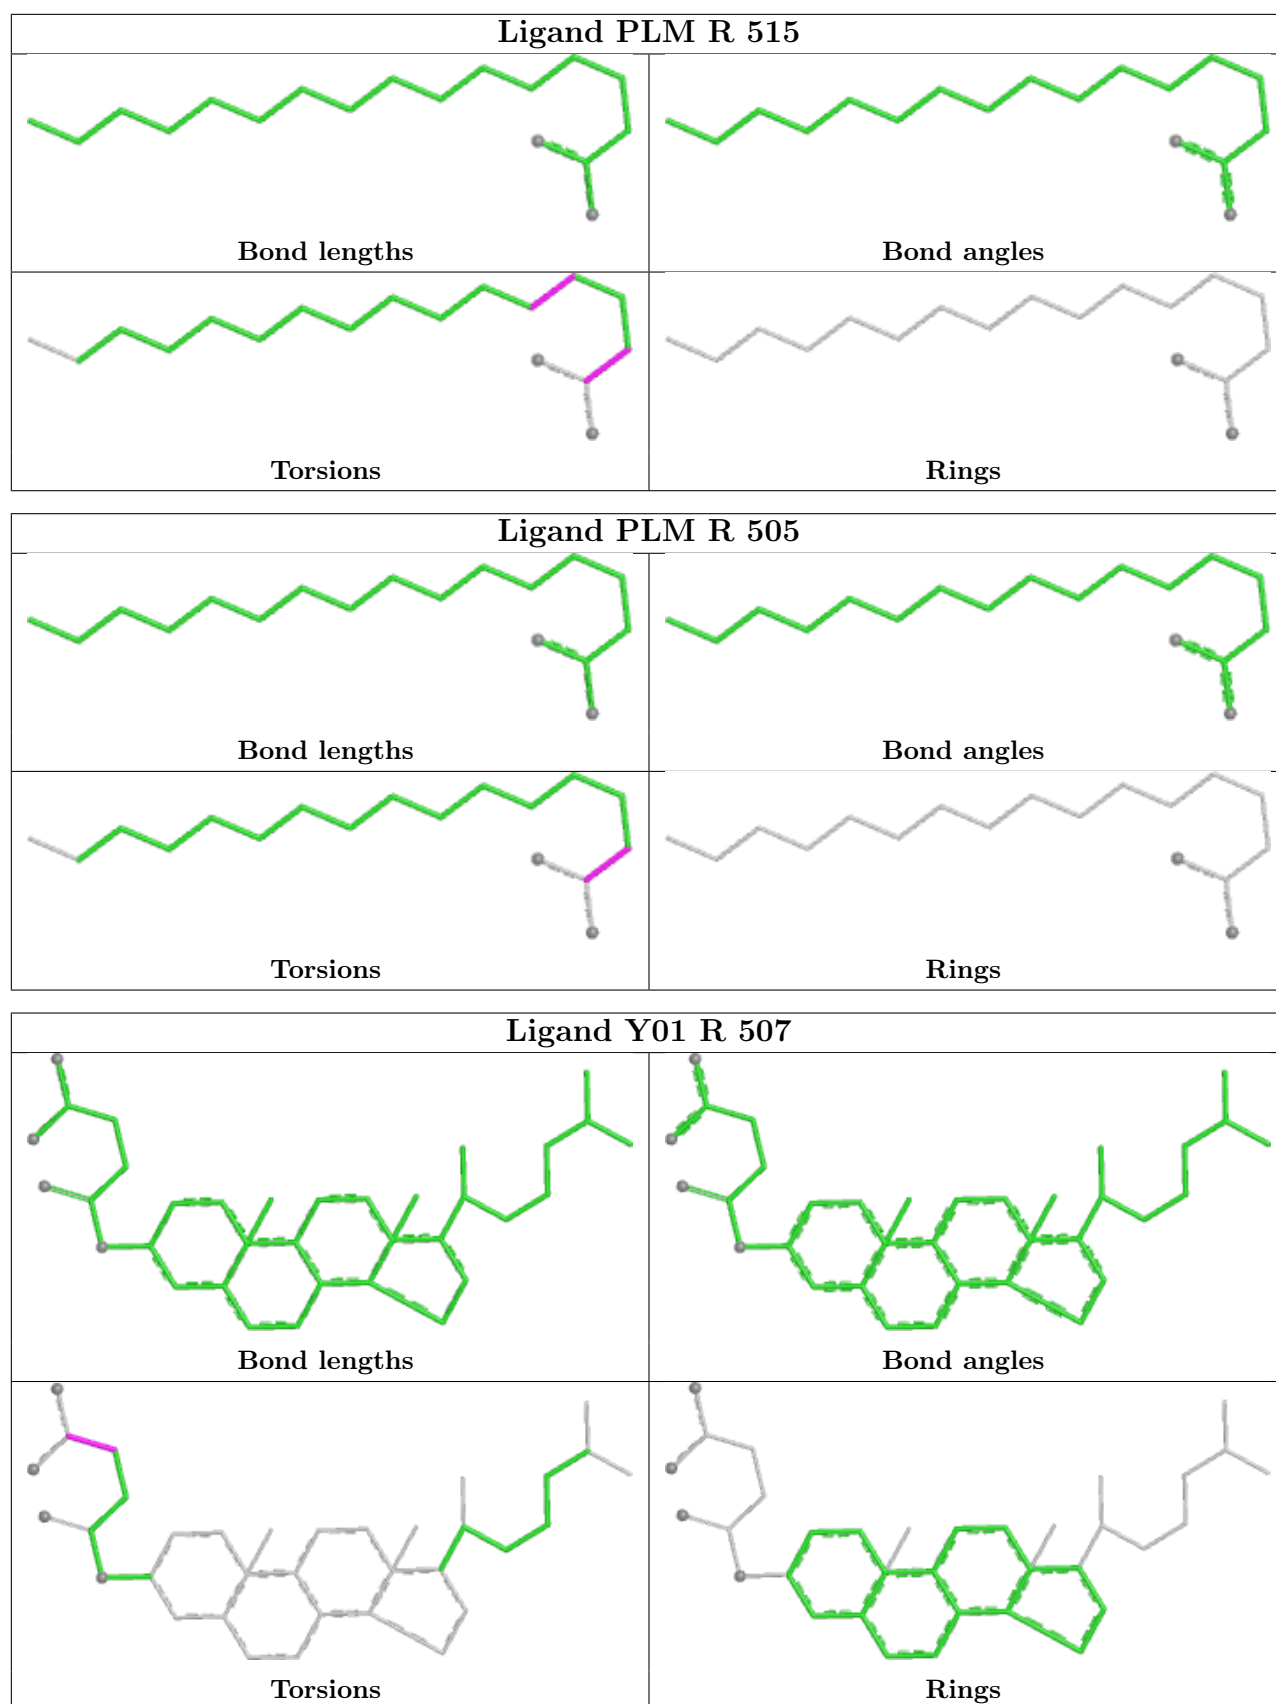 Ligand PLM R 515
Bond lengths
Bond angles
Torsions
Rings
Ligand PLM R 505
Bond lengths
Bond angles
Torsions
Rings
Ligand Y01 R 507
Bond lengths
Bond angles
Torsions
Rings